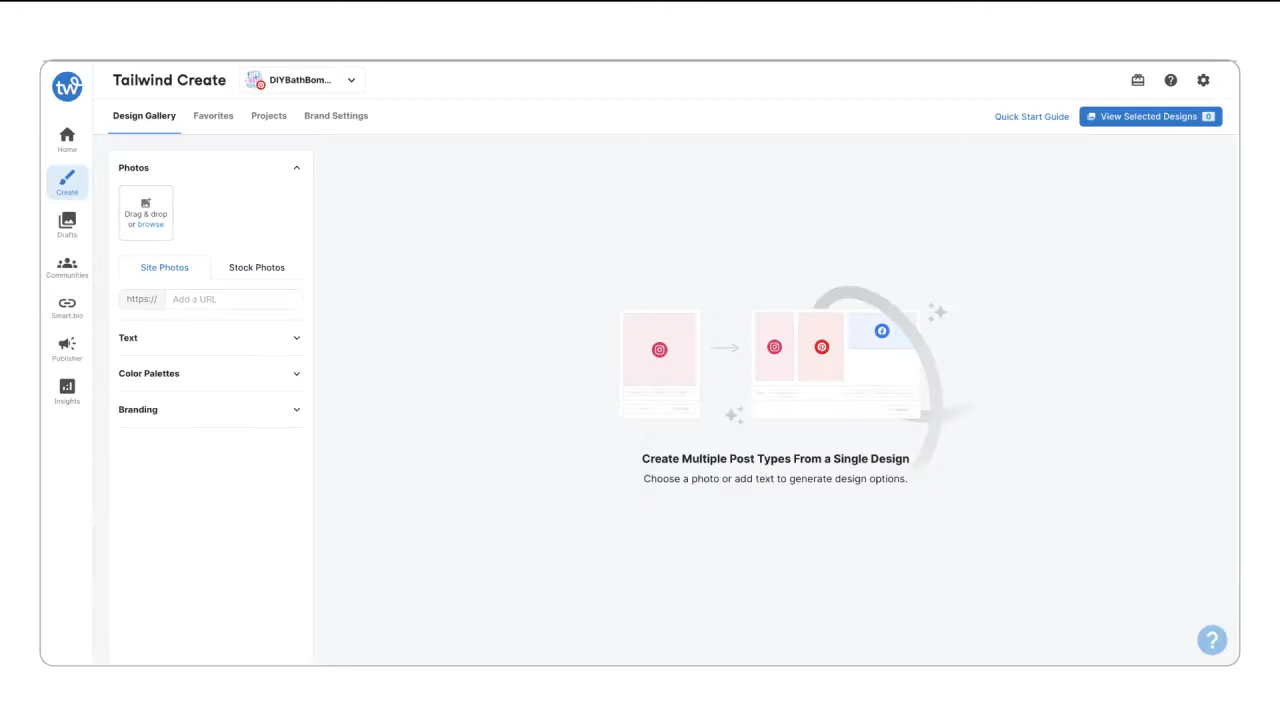 tw
Tailwind Create
DIYBathBom...
Design Gallery
Favorites
Projects
Brand Settings
Quick Start Guide
View Selected Designs 0
Home
Create
Drafts
Communities
Smart.bio
Publisher
Insights
Photos
Drag & drop
or browse
Site Photos
Stock Photos
https://
Add a URL
Text
Color Palettes
Branding
Create Multiple Post Types From a Single Design
Choose a photo or add text to generate design options.
?